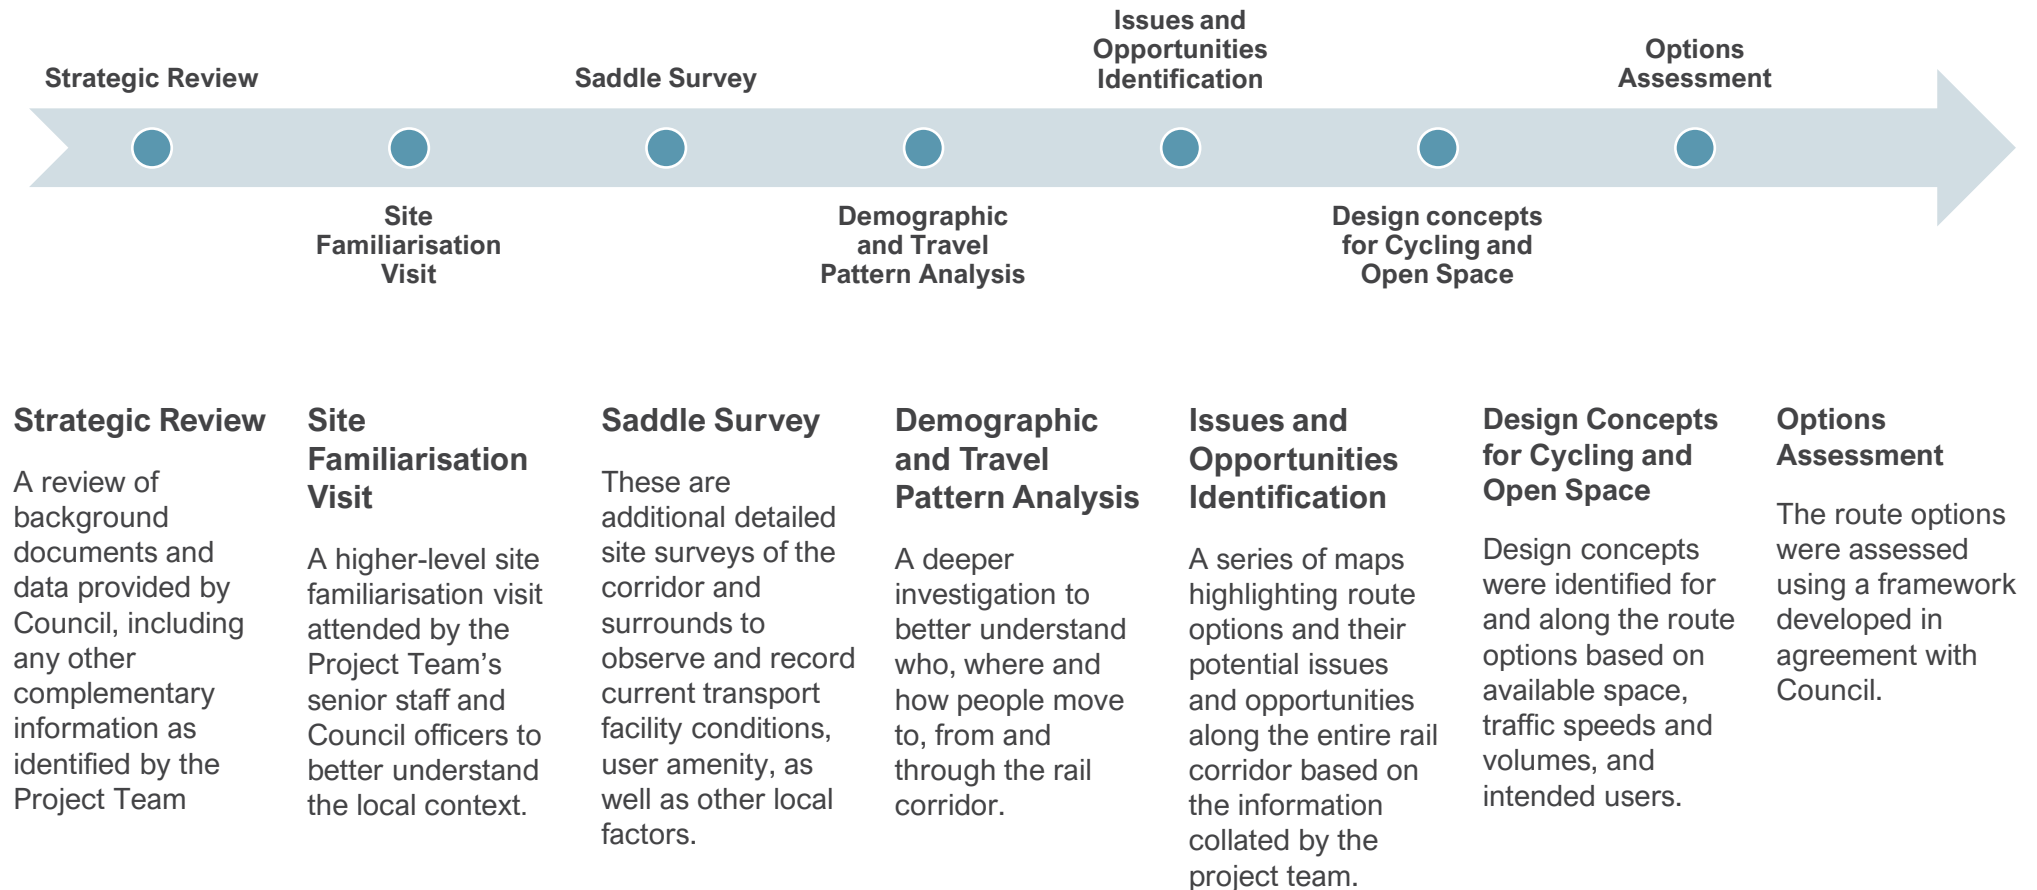 Strategic Review
Site
Familiarisation
Visit
Saddle Survey
Demographic
and Travel
Pattern Analysis
Issues and
Opportunities
Identification
Design concepts
for Cycling and
Open Space
Options
Assessment
Strategic Review
A review of
background
documents and
data provided by
Council, including
any other
complementary
information as
identified by the
Project Team
Site
Familiarisation
Visit
A higher-level site
familiarisation visit
attended by the
Project Team's
senior staff and
Council officers to
better understand
the local context.
Saddle Survey
These are
additional detailed
site surveys of the
corridor and
surrounds to
observe and record
current transport
facility conditions,
user amenity, as
well as other local
factors.
Demographic
and Travel
Pattern Analysis
A deeper
investigation to
better understand
who, where and
how people move
to, from and
through the rail
corridor.
Issues and
Opportunities
Identification
A series of maps
highlighting route
options and their
potential issues
and opportunities
along the entire rail
corridor based on
the information
collated by the
project team.
Design Concepts
for Cycling and
Open Space
Design concepts
were identified for
and along the route
options based on
available space,
traffic speeds and
volumes, and
intended users.
Options
Assessment
The route options
were assessed
using a framework
developed in
agreement with
Council.